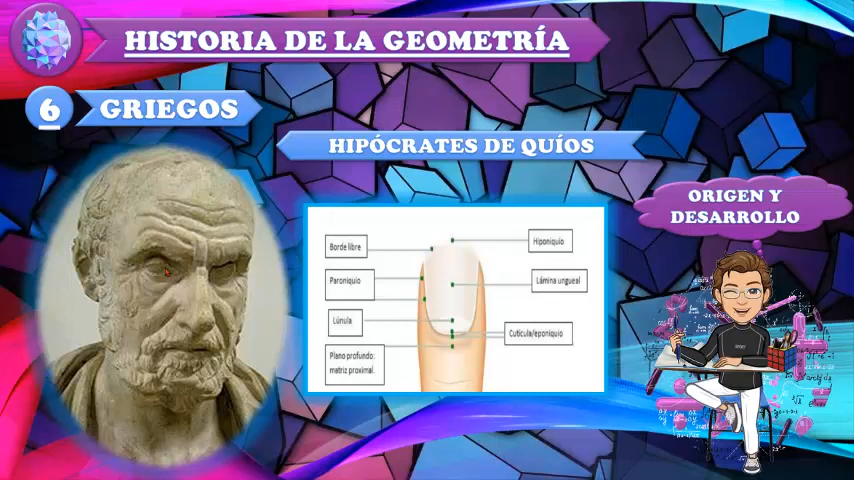 HISTORIA DE LA GEOMETRÍA
6
GRIEGOS
HIPÓCRATES DE QUÍOS
ORIGEN Y
DESARROLLO
Borde libre
Paroniquio
Lúnula
Plano profundo:
matriz proximal.
Hiponiquio
Lámina ungueal
Cutícula/eponiquio